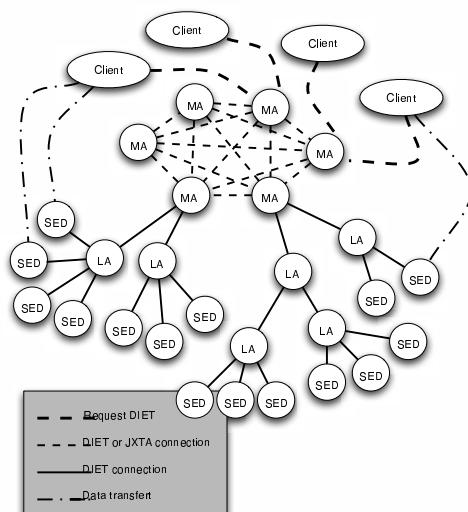 Client
Client
Client
Client
MA
MA
MA
MA
MA
MA
SED
LA
SED
LA
SED
LA
SED
SED
SED
SED
SED
SED
SED
LA
SED
LA
SED
SED
SED
SED
SED
SED
Request DIET
DIET or JXTA connection
DIET connection
Data transfert